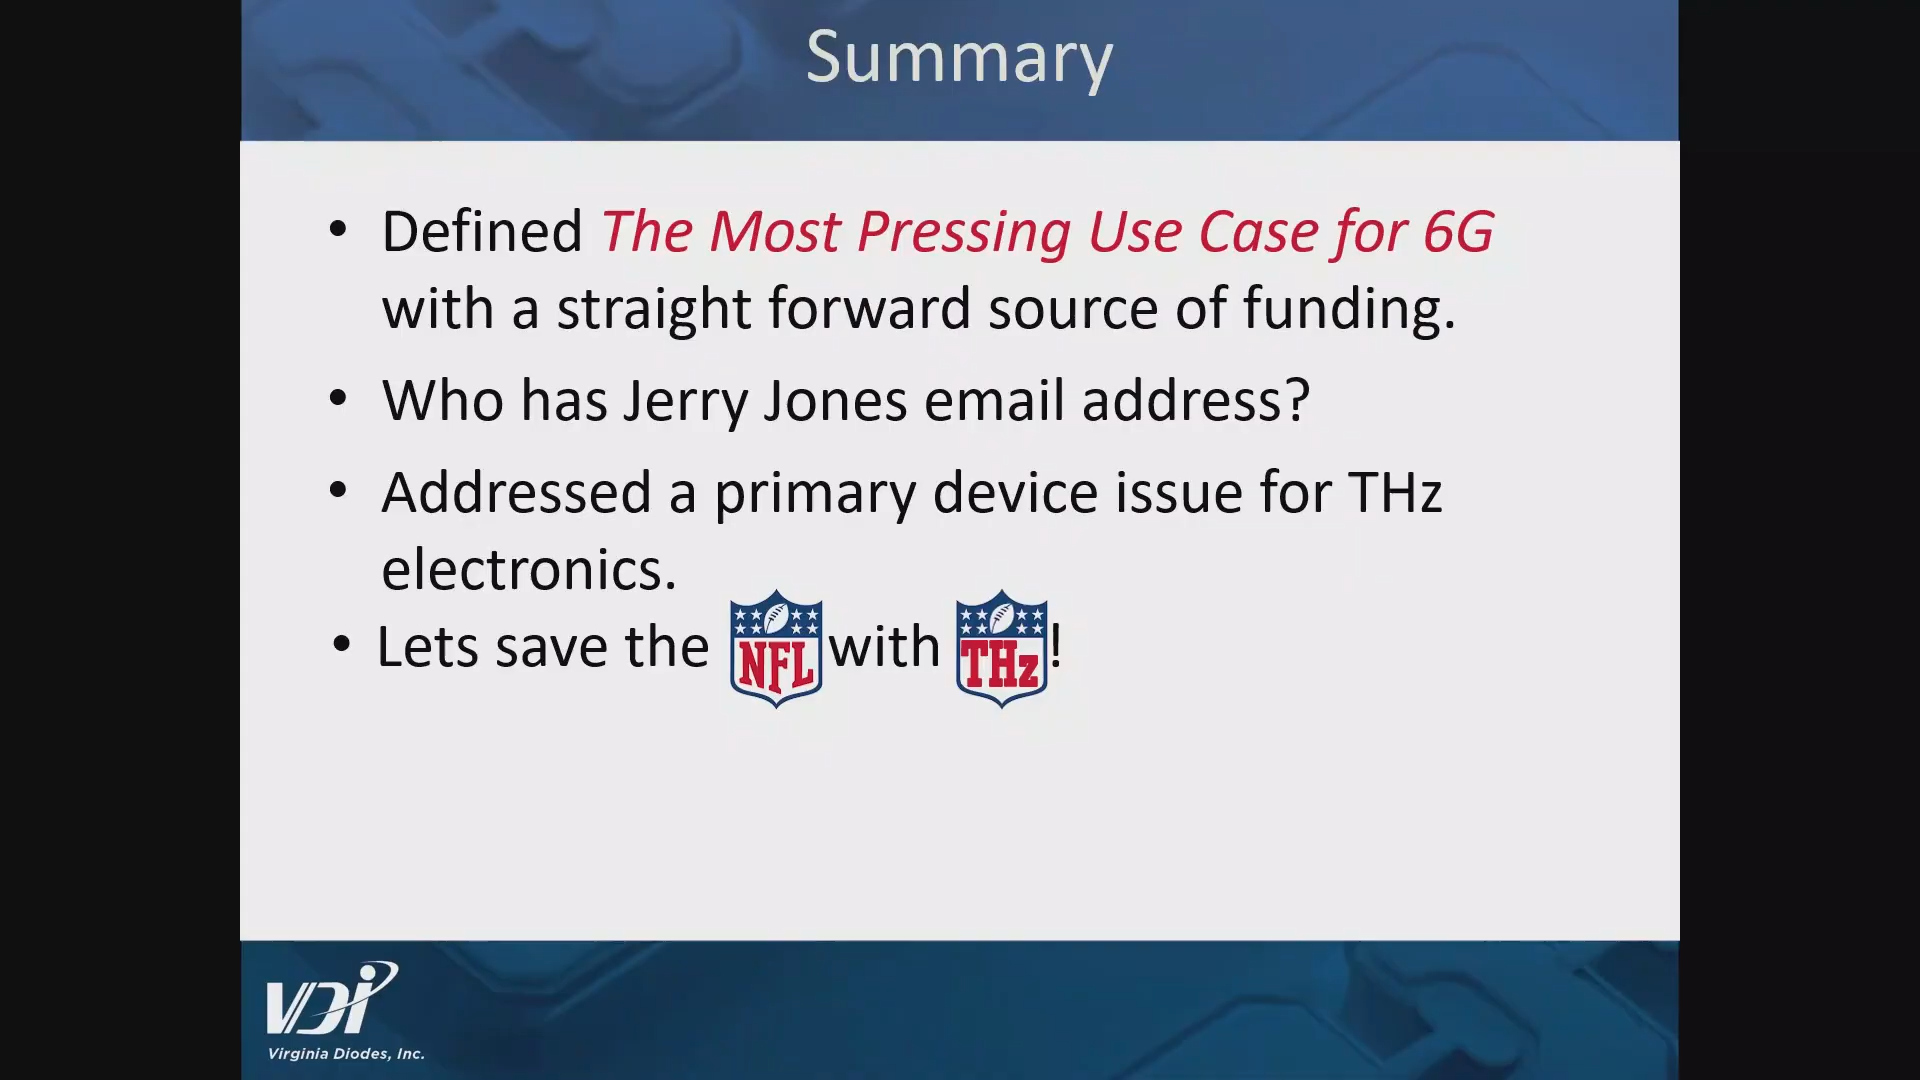 Summary
• Defined The Most Pressing Use Case for 6G
with a straight forward source of funding.
• Who has Jerry Jones email address?
• Addressed a primary device issue for THz
electronics.
• Lets save the NFL with THz!
VDI
Virginia Diodes, Inc.